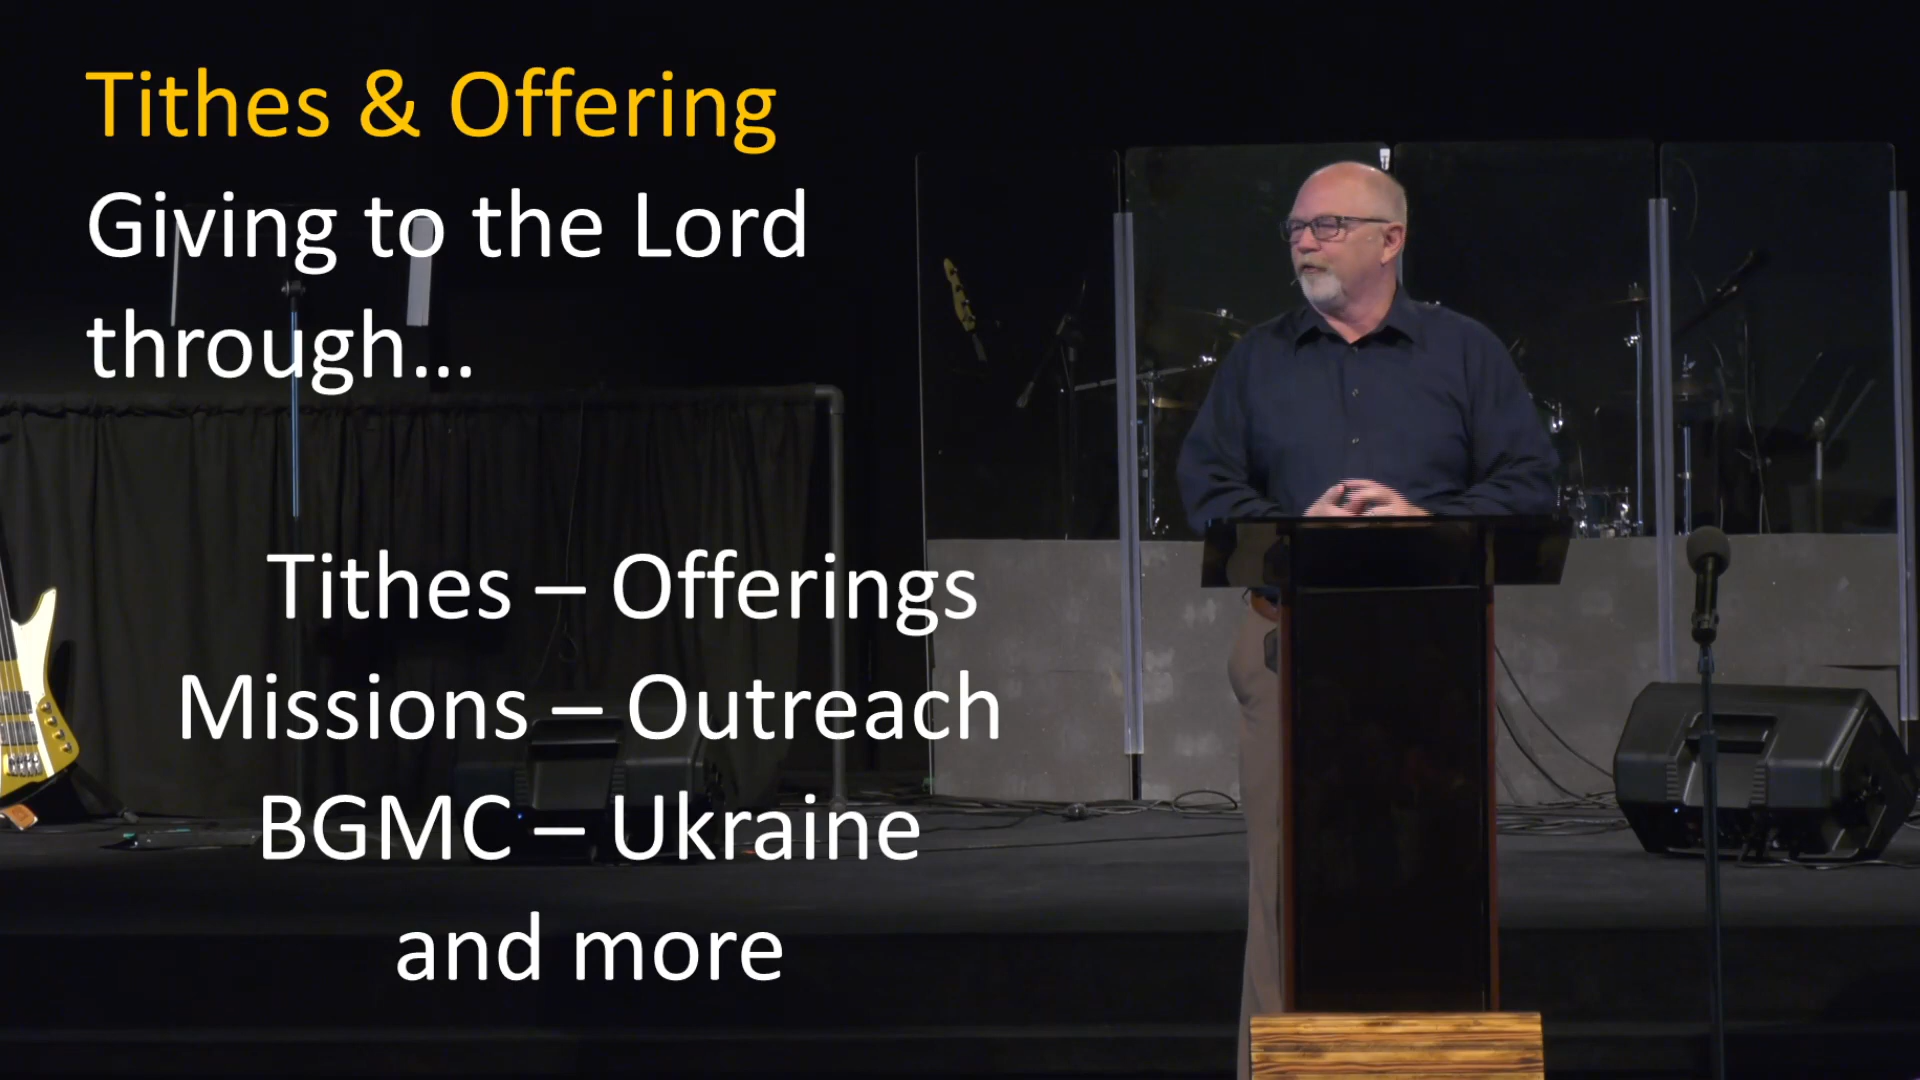 Tithes & Offering
Giving to the Lord
through...
Tithes – Offerings
Missions – Outreach
BGMC – Ukraine
and more